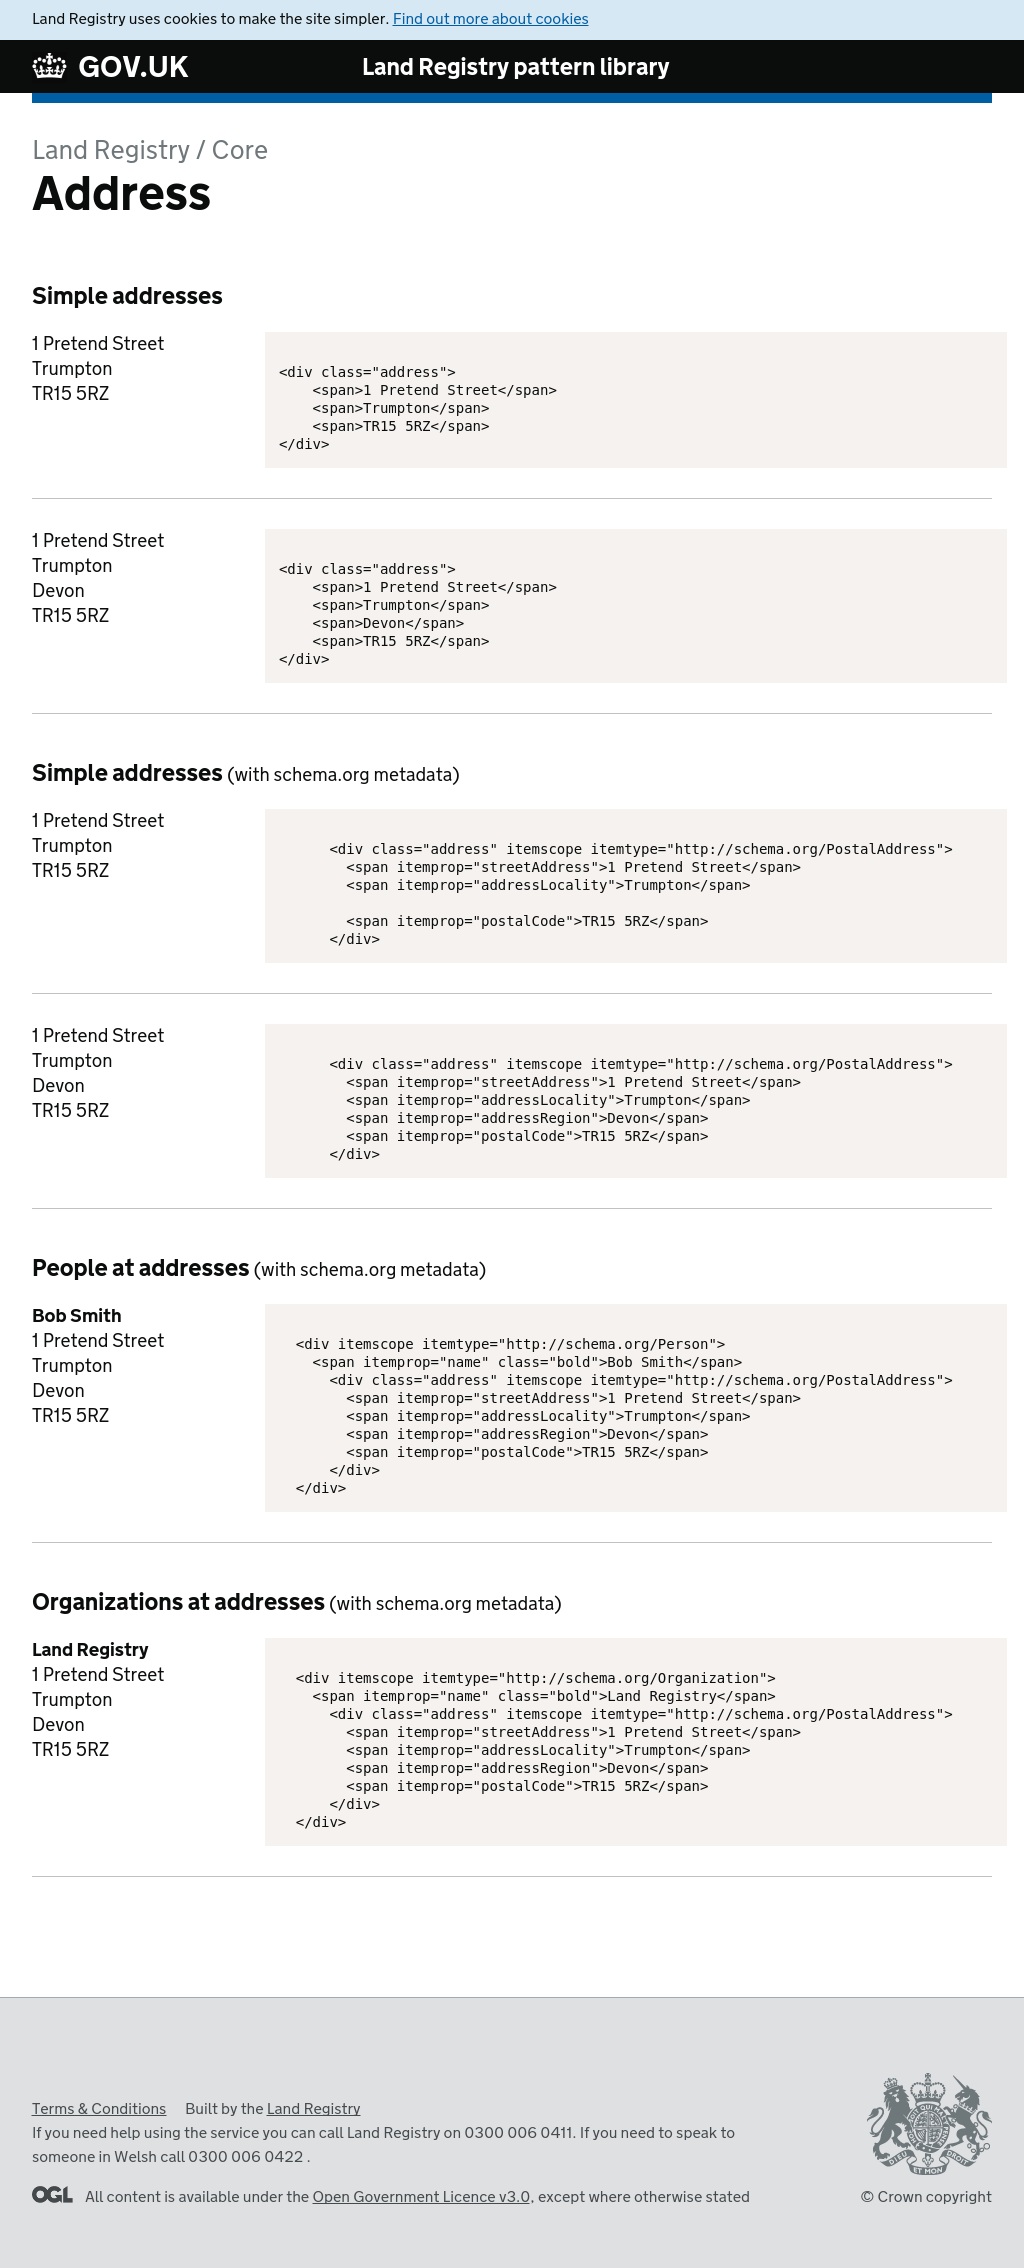 Land Registry uses cookies to make the site simpler. Find out more about cookies
GOV.UK
Land Registry pattern library
Land Registry / Core
Address
Simple addresses
1 Pretend Street
Trumpton
TR15 5RZ
<div class="address">
    <span>1 Pretend Street</span>
    <span>Trumpton</span>
    <span>TR15 5RZ</span>
</div>
1 Pretend Street
Trumpton
Devon
TR15 5RZ
<div class="address">
    <span>1 Pretend Street</span>
    <span>Trumpton</span>
    <span>Devon</span>
    <span>TR15 5RZ</span>
</div>
Simple addresses (with schema.org metadata)
1 Pretend Street
Trumpton
TR15 5RZ
      <div class="address" itemscope itemtype="http://schema.org/PostalAddress">
        <span itemprop="streetAddress">1 Pretend Street</span>
        <span itemprop="addressLocality">Trumpton</span>
        <span itemprop="postalCode">TR15 5RZ</span>
      </div>
1 Pretend Street
Trumpton
Devon
TR15 5RZ
      <div class="address" itemscope itemtype="http://schema.org/PostalAddress">
        <span itemprop="streetAddress">1 Pretend Street</span>
        <span itemprop="addressLocality">Trumpton</span>
        <span itemprop="addressRegion">Devon</span>
        <span itemprop="postalCode">TR15 5RZ</span>
      </div>
People at addresses (with schema.org metadata)
Bob Smith
1 Pretend Street
Trumpton
Devon
TR15 5RZ
  <div itemscope itemtype="http://schema.org/Person">
    <span itemprop="name" class="bold">Bob Smith</span>
      <div class="address" itemscope itemtype="http://schema.org/PostalAddress">
        <span itemprop="streetAddress">1 Pretend Street</span>
        <span itemprop="addressLocality">Trumpton</span>
        <span itemprop="addressRegion">Devon</span>
        <span itemprop="postalCode">TR15 5RZ</span>
      </div>
  </div>
Organizations at addresses (with schema.org metadata)
Land Registry
1 Pretend Street
Trumpton
Devon
TR15 5RZ
  <div itemscope itemtype="http://schema.org/Organization">
    <span itemprop="name" class="bold">Land Registry</span>
      <div class="address" itemscope itemtype="http://schema.org/PostalAddress">
        <span itemprop="streetAddress">1 Pretend Street</span>
        <span itemprop="addressLocality">Trumpton</span>
        <span itemprop="addressRegion">Devon</span>
        <span itemprop="postalCode">TR15 5RZ</span>
      </div>
  </div>
Terms & Conditions Built by the Land Registry
If you need help using the service you can call Land Registry on 0300 006 0411. If you need to speak to
someone in Welsh call 0300 006 0422 .
OGL All content is available under the Open Government Licence v3.0, except where otherwise stated
DIEU ET MON DROIT
© Crown copyright